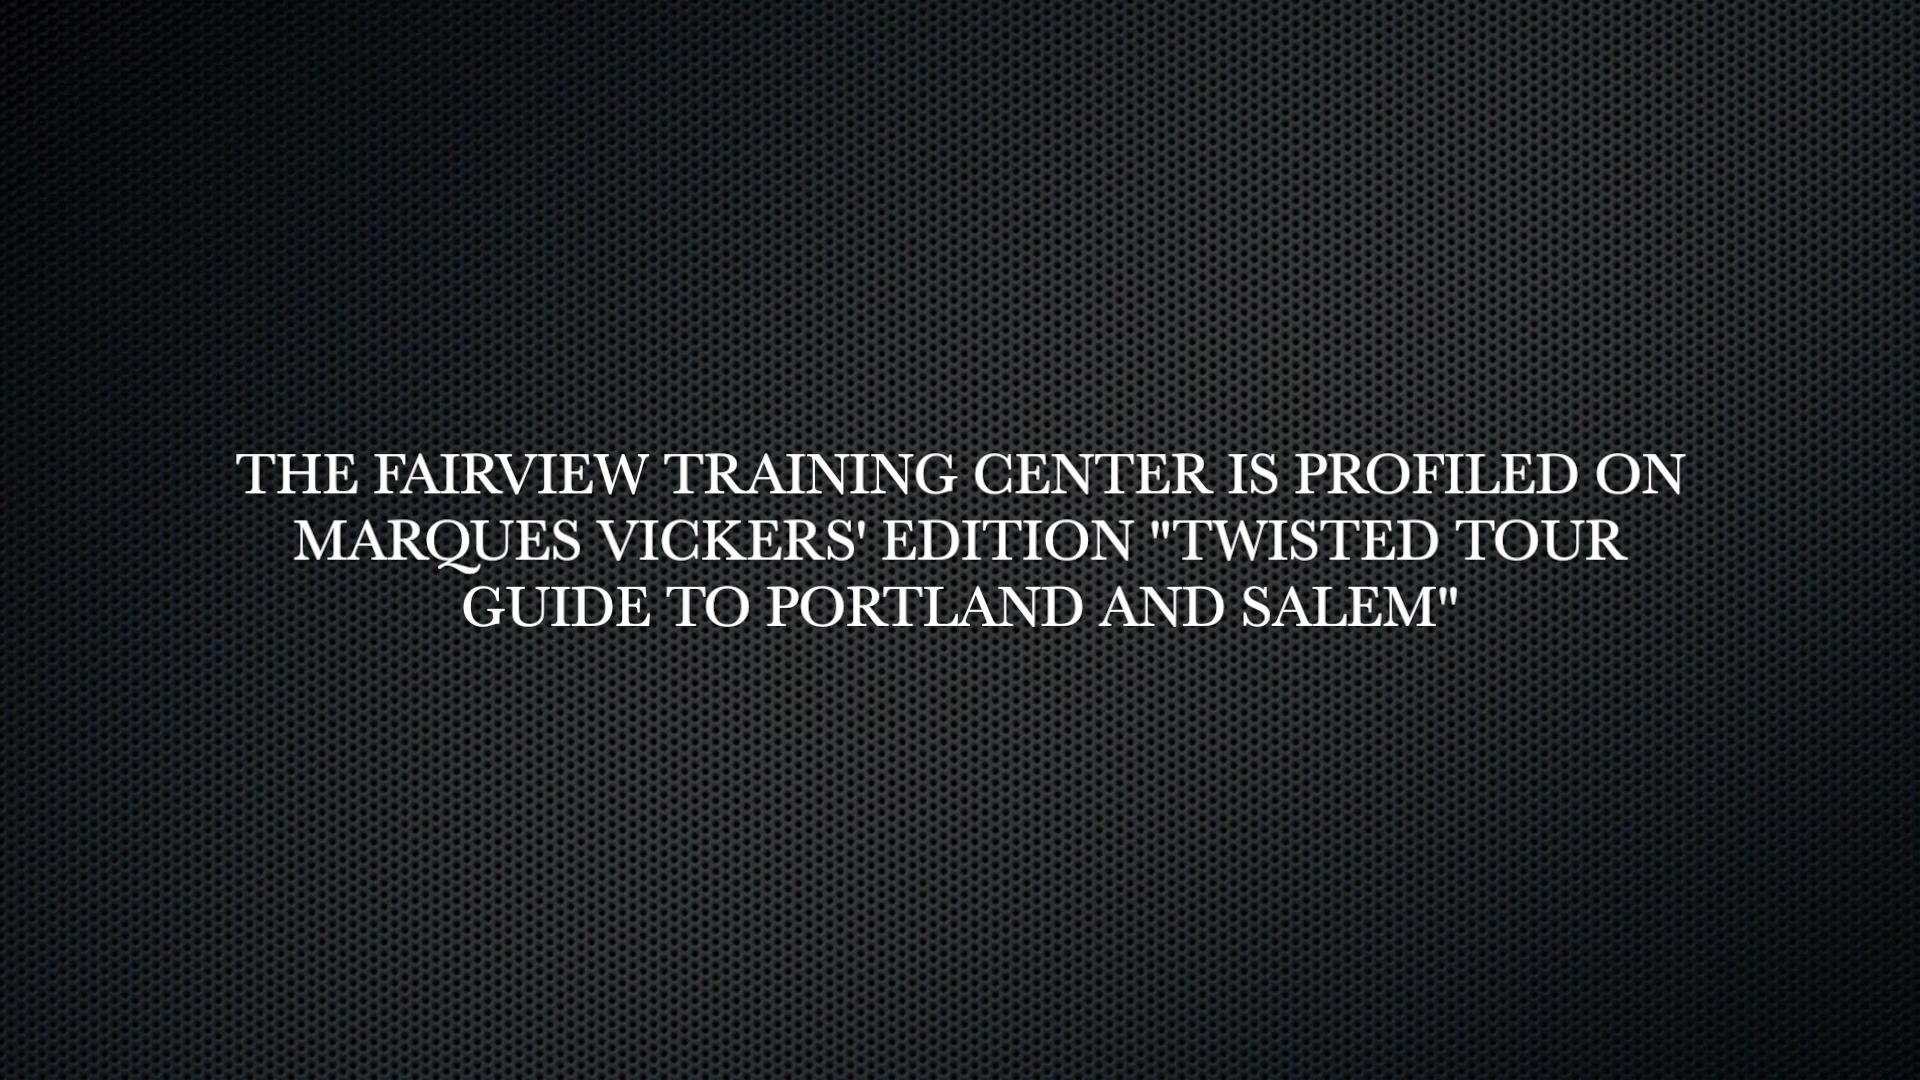 THE FAIRVIEW TRAINING CENTER IS PROFILED ON
MARQUES VICKERS' EDITION "TWISTED TOUR
GUIDE TO PORTLAND AND SALEM"